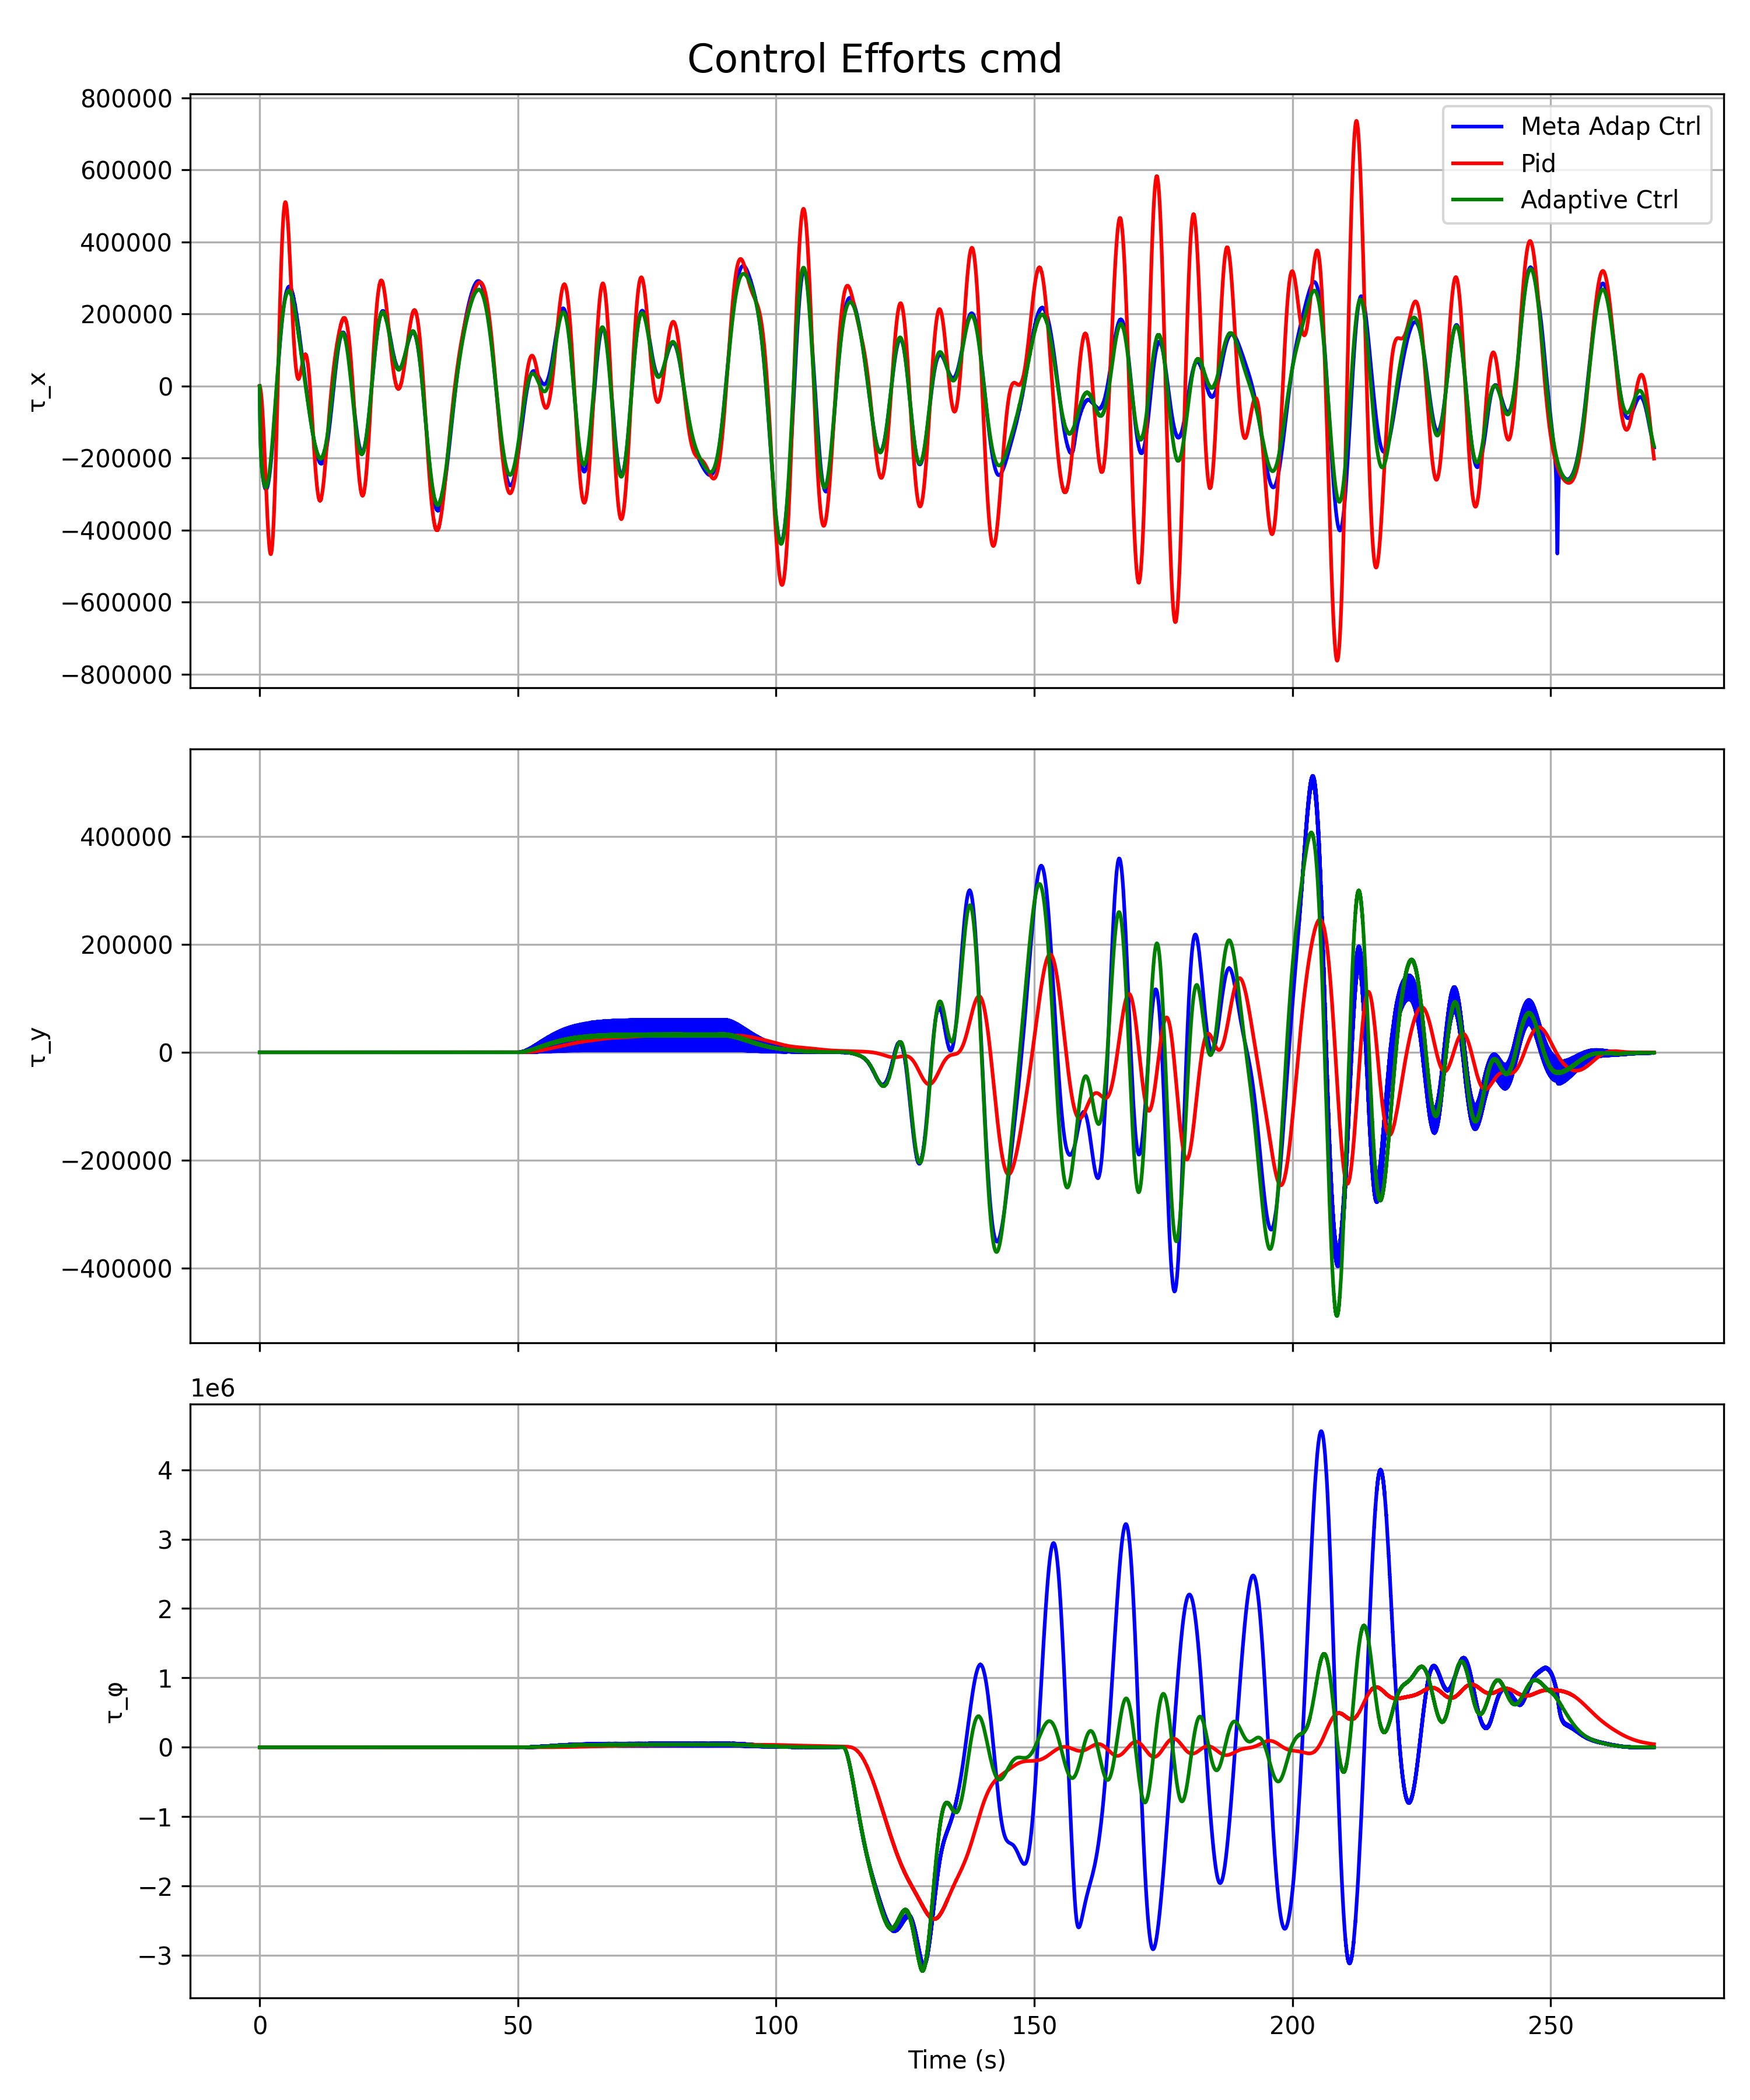 Control Efforts cmd
800000
600000
400000
200000
0
−200000
−400000
−600000
−800000
τ_x
Meta Adap Ctrl
Pid
Adaptive Ctrl
400000
200000
0
−200000
−400000
τ_y
1e6
4
3
2
1
0
−1
−2
−3
τ_φ
0 50 100 150 200 250
Time (s)